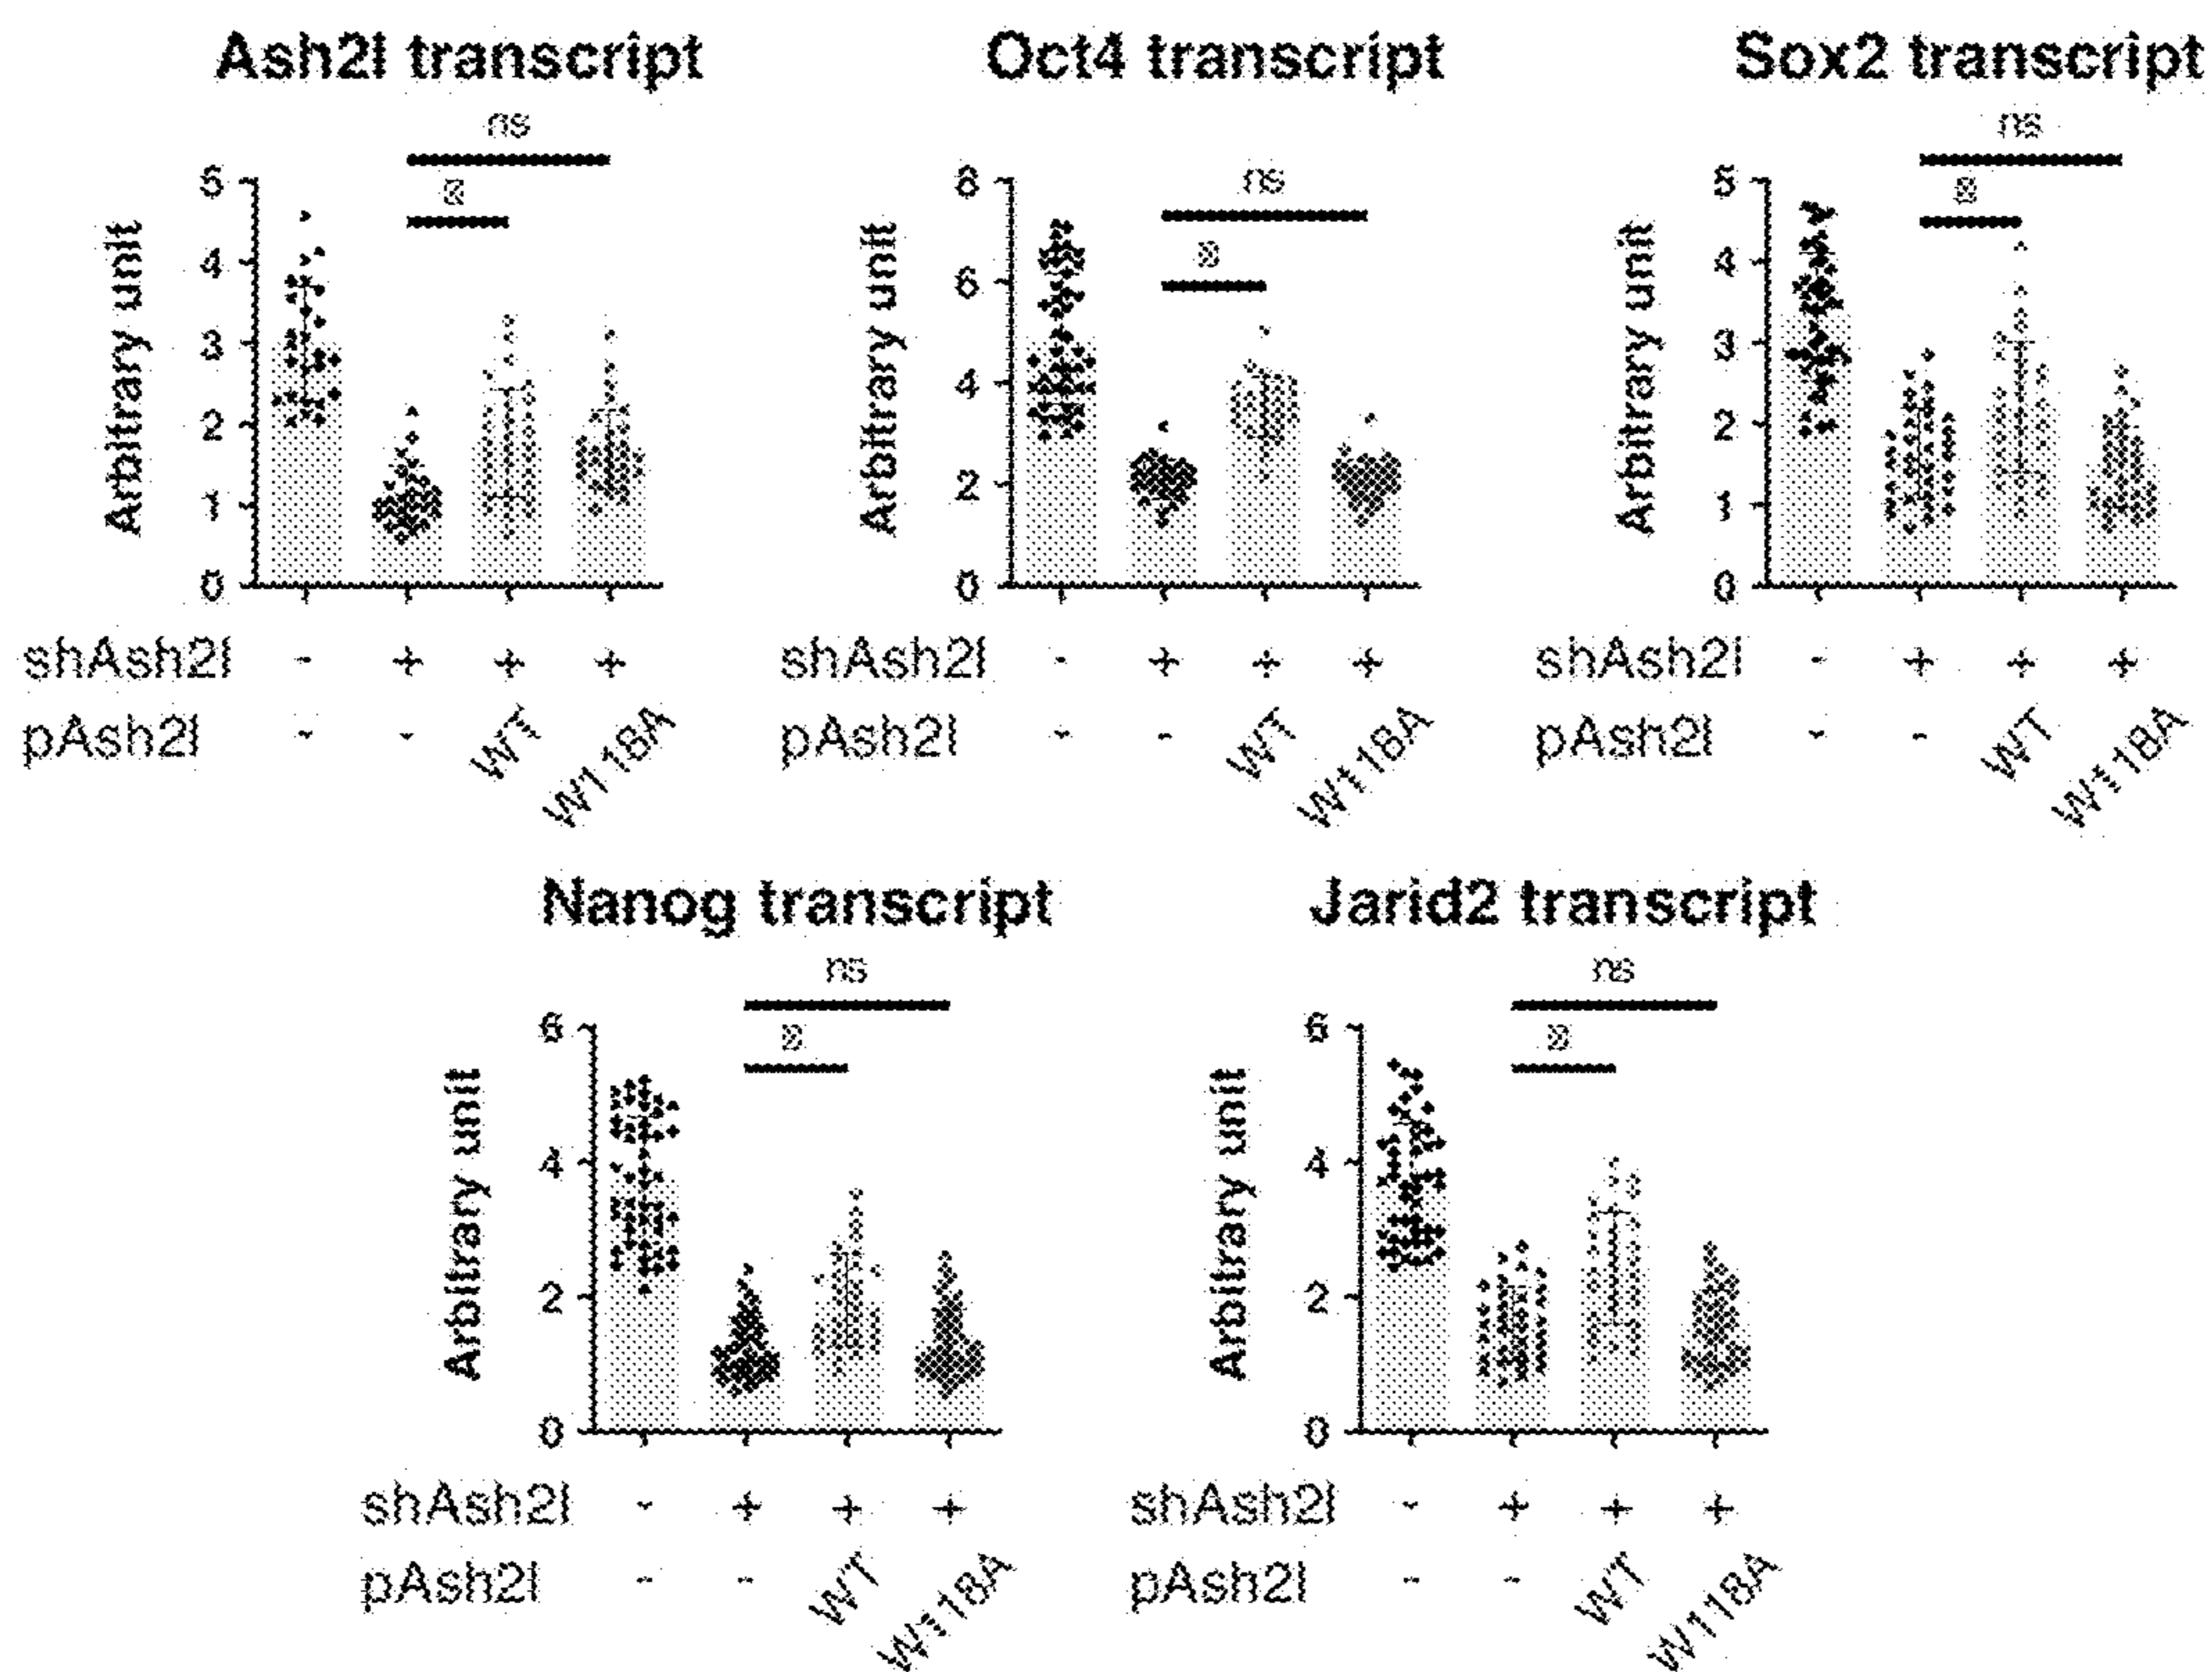 Ash2l transcript
ns
5
4
3
2
1
0
Arbitrary unit
shAsh2l - + + +
pAsh2l - - WT W118A
Oct4 transcript
ns
8
6
4
2
0
Arbitrary unit
shAsh2l - + + +
pAsh2l - - WT W118A
Sox2 transcript
ns
5
4
3
2
1
0
Arbitrary unit
shAsh2l - + + +
pAsh2l - - WT W118A
Nanog transcript
ns
6
4
2
0
Arbitrary unit
shAsh2l - + + +
pAsh2l - - WT W118A
Jarid2 transcript
ns
6
4
2
0
Arbitrary unit
shAsh2l - + + +
pAsh2l - - WT W118A